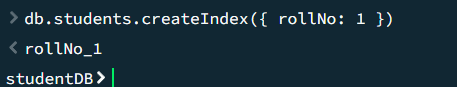 > db.students.createIndex({ rollNo: 1 })
< rollNo_1
studentDB>